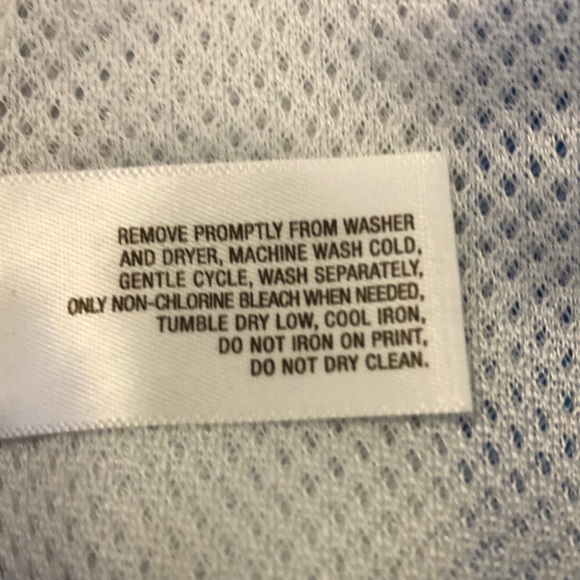 REMOVE PROMPTLY FROM WASHER
AND DRYER, MACHINE WASH COLD,
GENTLE CYCLE, WASH SEPARATELY,
ONLY NON-CHLORINE BLEACH WHEN NEEDED,
TUMBLE DRY LOW, COOL IRON,
DO NOT IRON ON PRINT,
DO NOT DRY CLEAN.